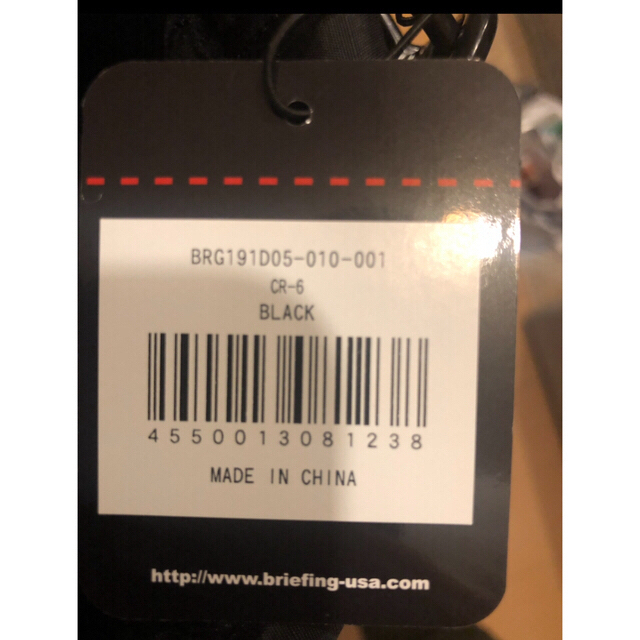 BRG191D05-010-001
CR-6
BLACK
4550013081238
MADE IN CHINA
http://www.briefing-usa.com